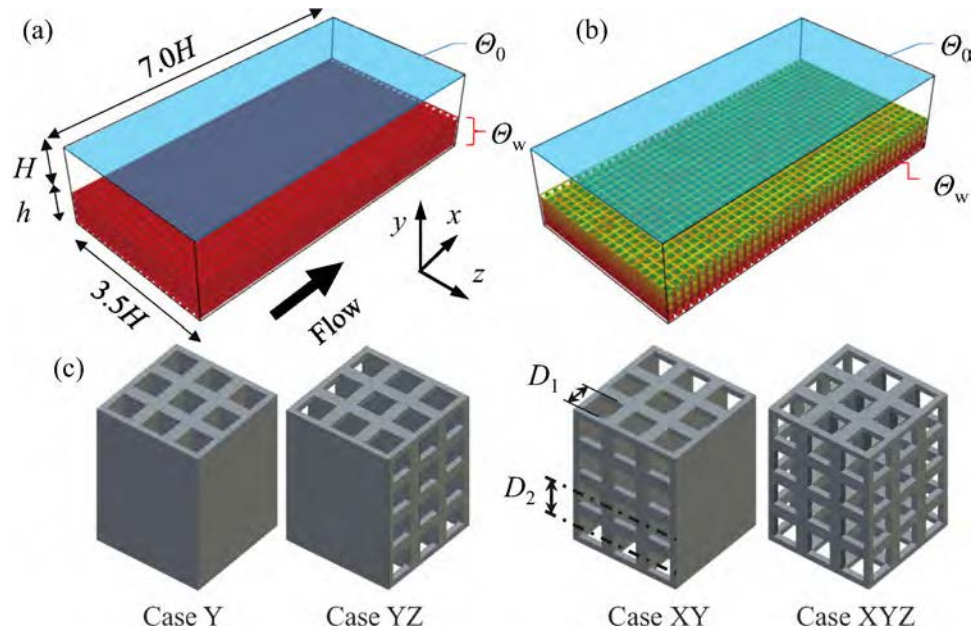 (a)
7.0H
Θ0
Θw
H
h
3.5H
Flow
y
x
z
(b)
Θ0
Θw
(c)
D1
D2
Case Y
Case YZ
Case XY
Case XYZ